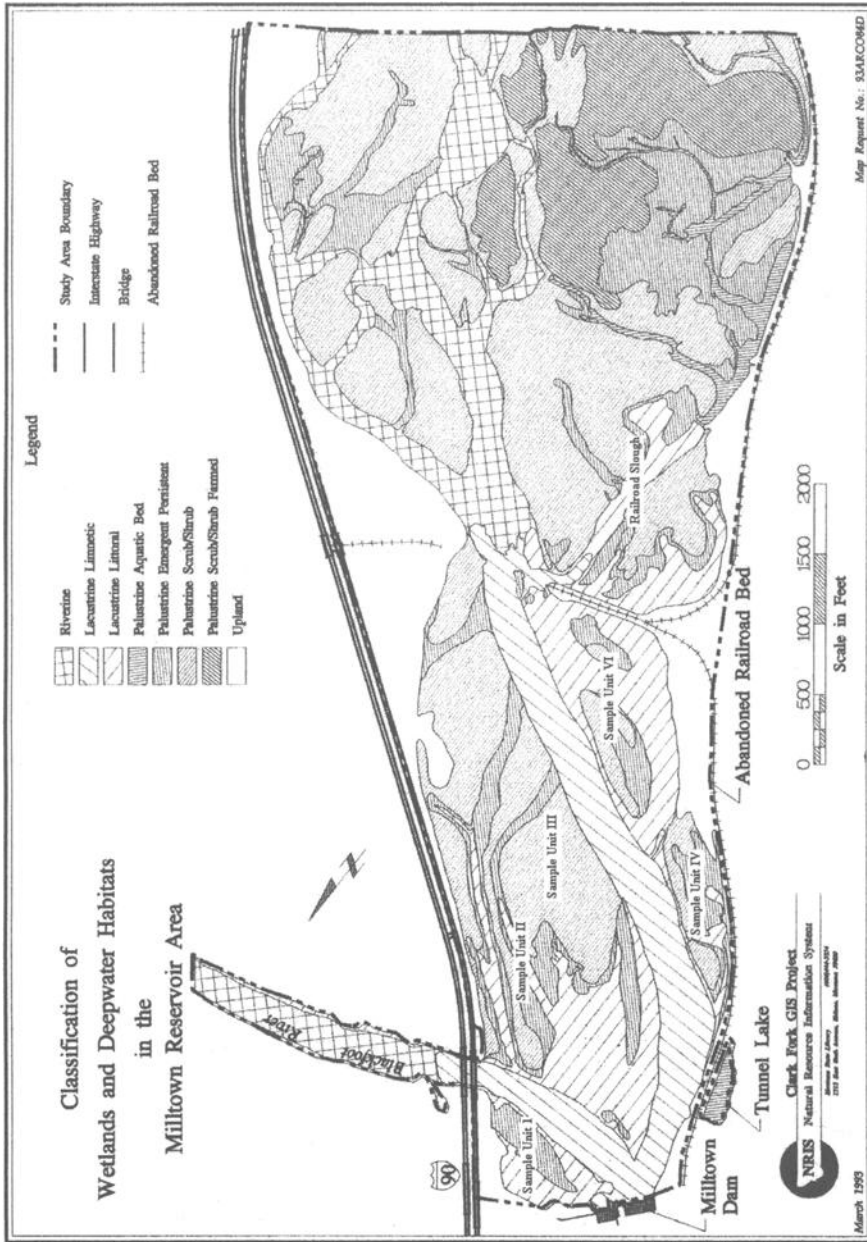 Classification of
Wetlands and Deepwater Habitats
in the
Milltown Reservoir Area
Legend
Riverine
Lacustrine Limnetic
Lacustrine Littoral
Palustrine Aquatic Bed
Palustrine Emergent Persistent
Palustrine Scrub/Shrub
Palustrine Scrub/Shrub Farmed
Upland
Study Area Boundary
Interstate Highway
Bridge
Abandoned Railroad Bed
90
Blackfoot River
Sample Unit I
Sample Unit II
Sample Unit III
Sample Unit VI
Sample Unit IV
Railroad Slough
Milltown
Dam
Tunnel Lake
Abandoned Railroad Bed
0 500 1000 1500 2000
Scale in Feet
NRIS
Clark Fork GIS Project
Natural Resource Information System
Montana State Library
March 1993
Map Request No.: 93ARCO86D